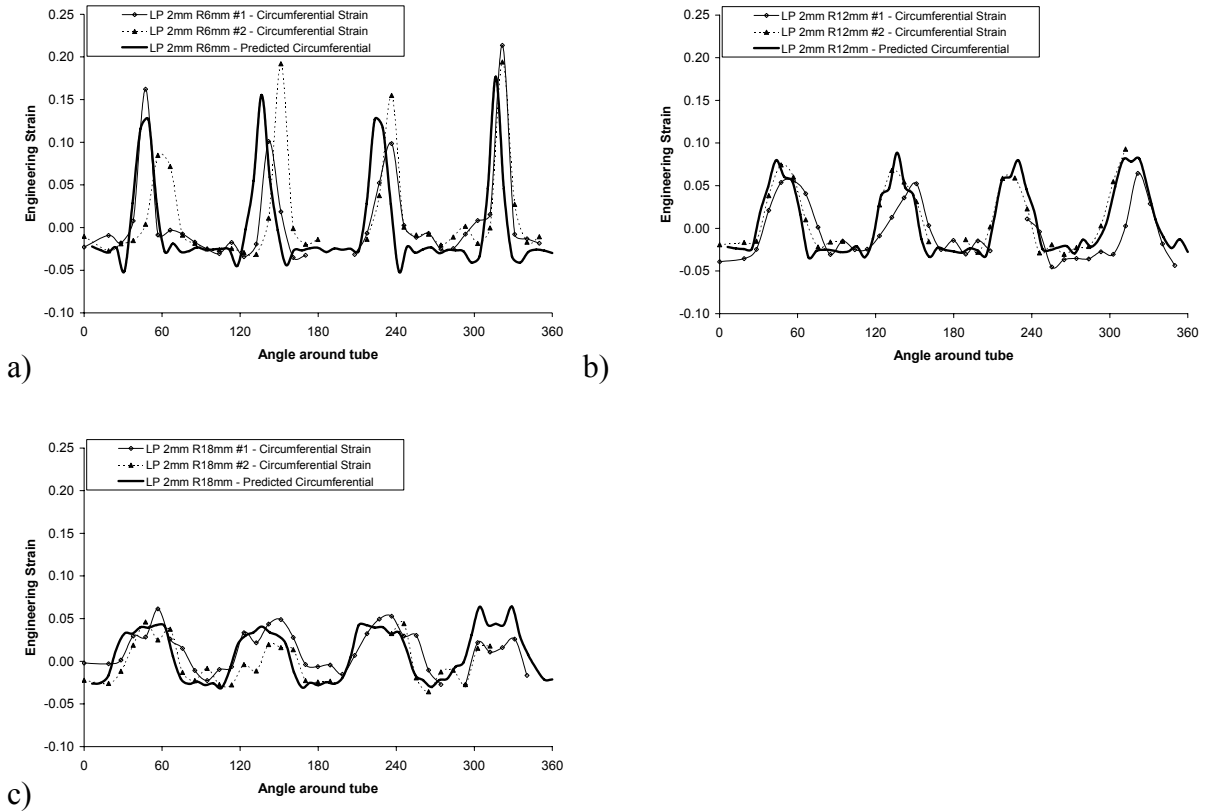 LP 2mm R6mm #1 - Circumferential Strain
LP 2mm R6mm #2 - Circumferential Strain
LP 2mm R6mm - Predicted Circumferential
0.25
0.20
0.15
0.10
0.05
0.00
-0.05
-0.10
Engineering Strain
0 60 120 180 240 300 360
Angle around tube
a)
LP 2mm R12mm #1 - Circumferential Strain
LP 2mm R12mm #2 - Circumferential Strain
LP 2mm R12mm - Predicted Circumferential
0.25
0.20
0.15
0.10
0.05
0.00
-0.05
-0.10
Engineering Strain
0 60 120 180 240 300 360
Angle around tube
b)
LP 2mm R18mm #1 - Circumferential Strain
LP 2mm R18mm #2 - Circumferential Strain
LP 2mm R18mm - Predicted Circumferential
0.25
0.20
0.15
0.10
0.05
0.00
-0.05
-0.10
Engineering Strain
0 60 120 180 240 300 360
Angle around tube
c)